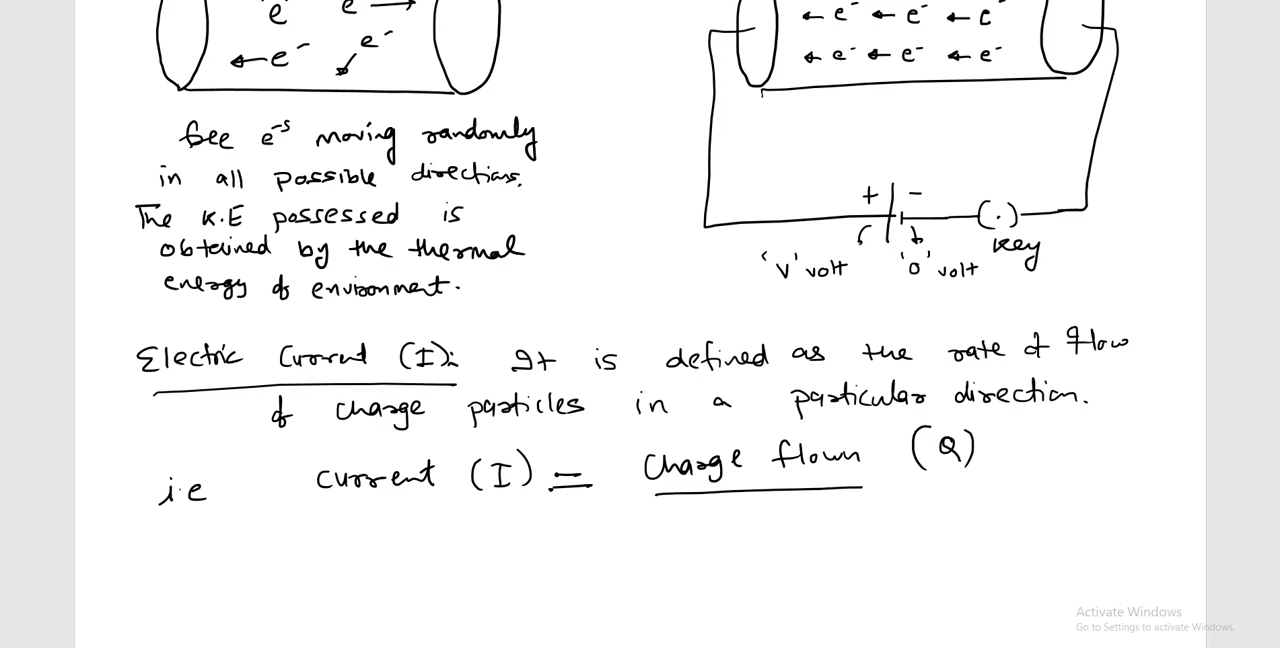 e e⁻
←e⁻ e⁻
← e⁻ ← e⁻ ← e⁻
← e⁻ ← e⁻ ← e⁻
free e⁻s moving randomly
in all possible directions.
The K.E possessed is
obtained by the thermal
energy of environment.
+ −
(.)
'V' volt '0' volt key
Electric Current (I): It is defined as the rate of flow
of charge particles in a particular direction.
i.e current (I) = Charge flown (Q)
Activate Windows
Go to Settings to activate Windows.